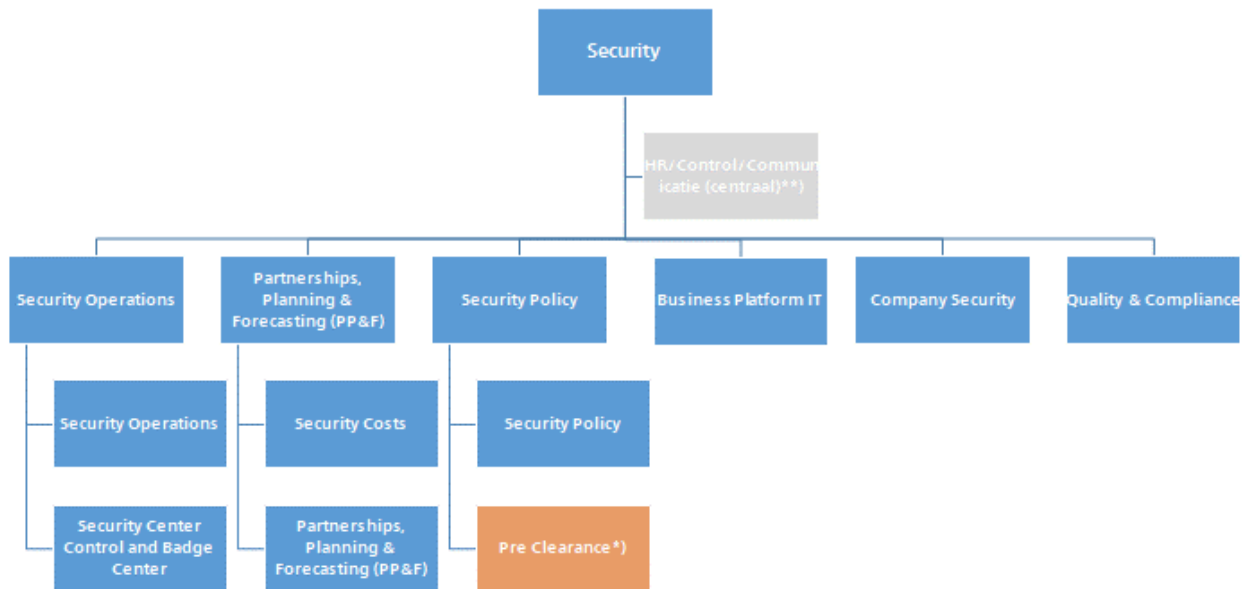 Security
HR/ Control/ Commun
icatie (centraal)**)
Security Operations
Partnerships,
Planning &
Forecasting (PP&F)
Security Policy
Business Platform IT
Company Security
Quality & Compliance
Security Operations
Security Costs
Security Policy
Security Center
Control and Badge
Center
Partnerships,
Planning &
Forecasting (PP&F)
Pre Clearance*)